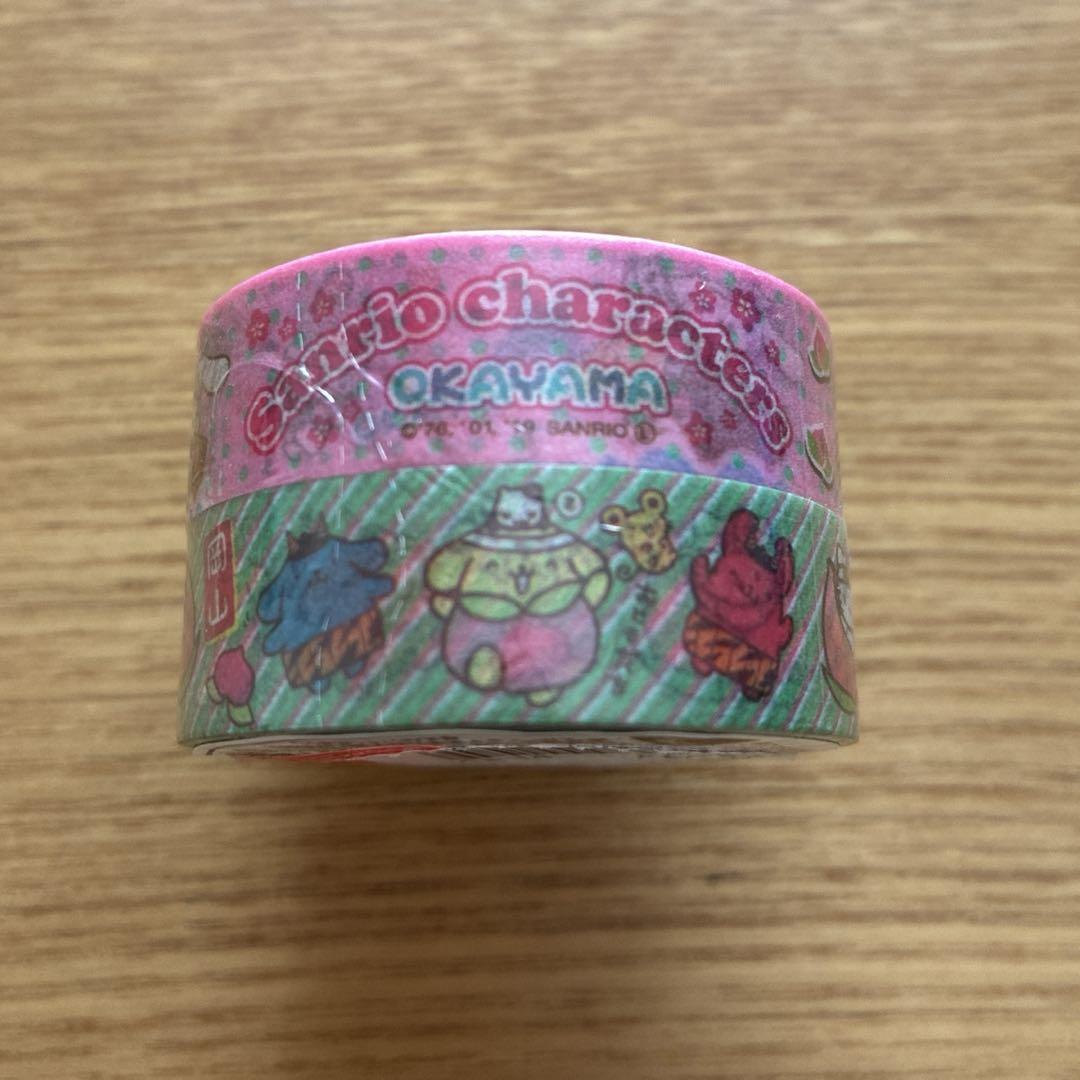 Sanrio characters
OKAYAMA
©'76, '01, '19 SANRIO Ⓛ
岡山